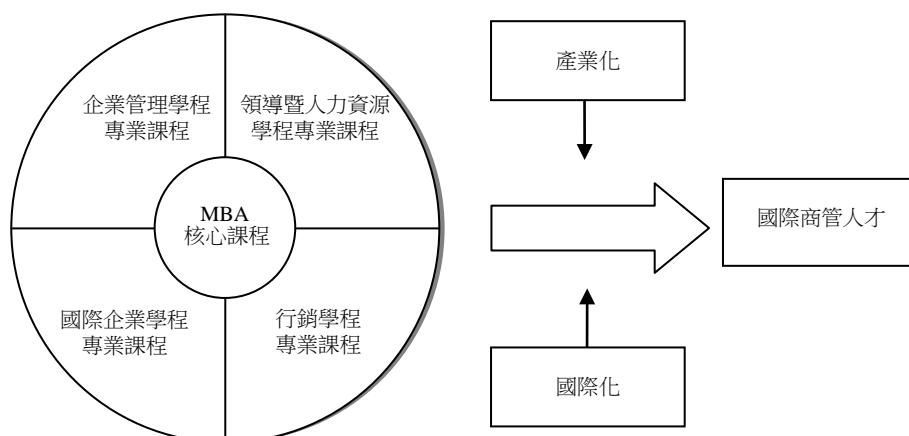 企業管理學程
專業課程
領導暨人力資源
學程專業課程
MBA
核心課程
國際企業學程
專業課程
行銷學程
專業課程
產業化
國際商管人才
國際化